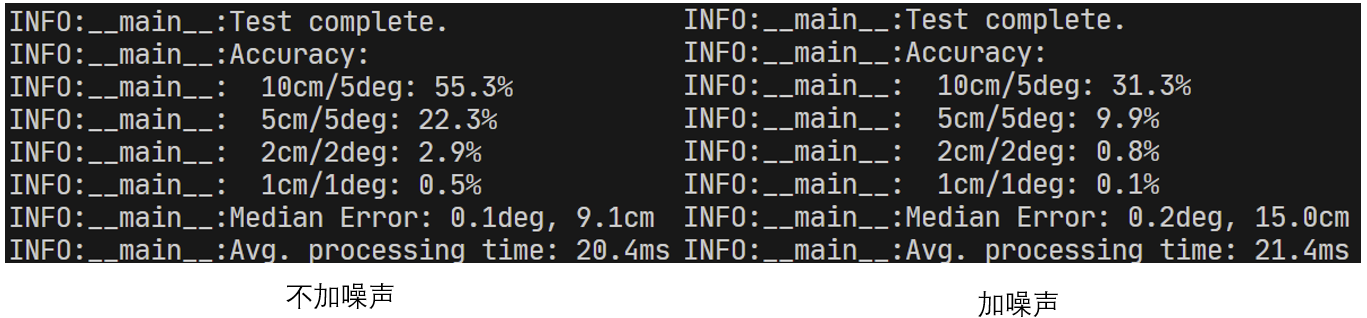 INFO:__main__:Test complete.
INFO:__main__:Accuracy:
INFO:__main__:  10cm/5deg: 55.3%
INFO:__main__:  5cm/5deg: 22.3%
INFO:__main__:  2cm/2deg: 2.9%
INFO:__main__:  1cm/1deg: 0.5%
INFO:__main__:Median Error: 0.1deg, 9.1cm
INFO:__main__:Avg. processing time: 20.4ms
不加噪声
INFO:__main__:Test complete.
INFO:__main__:Accuracy:
INFO:__main__:  10cm/5deg: 31.3%
INFO:__main__:  5cm/5deg: 9.9%
INFO:__main__:  2cm/2deg: 0.8%
INFO:__main__:  1cm/1deg: 0.1%
INFO:__main__:Median Error: 0.2deg, 15.0cm
INFO:__main__:Avg. processing time: 21.4ms
加噪声